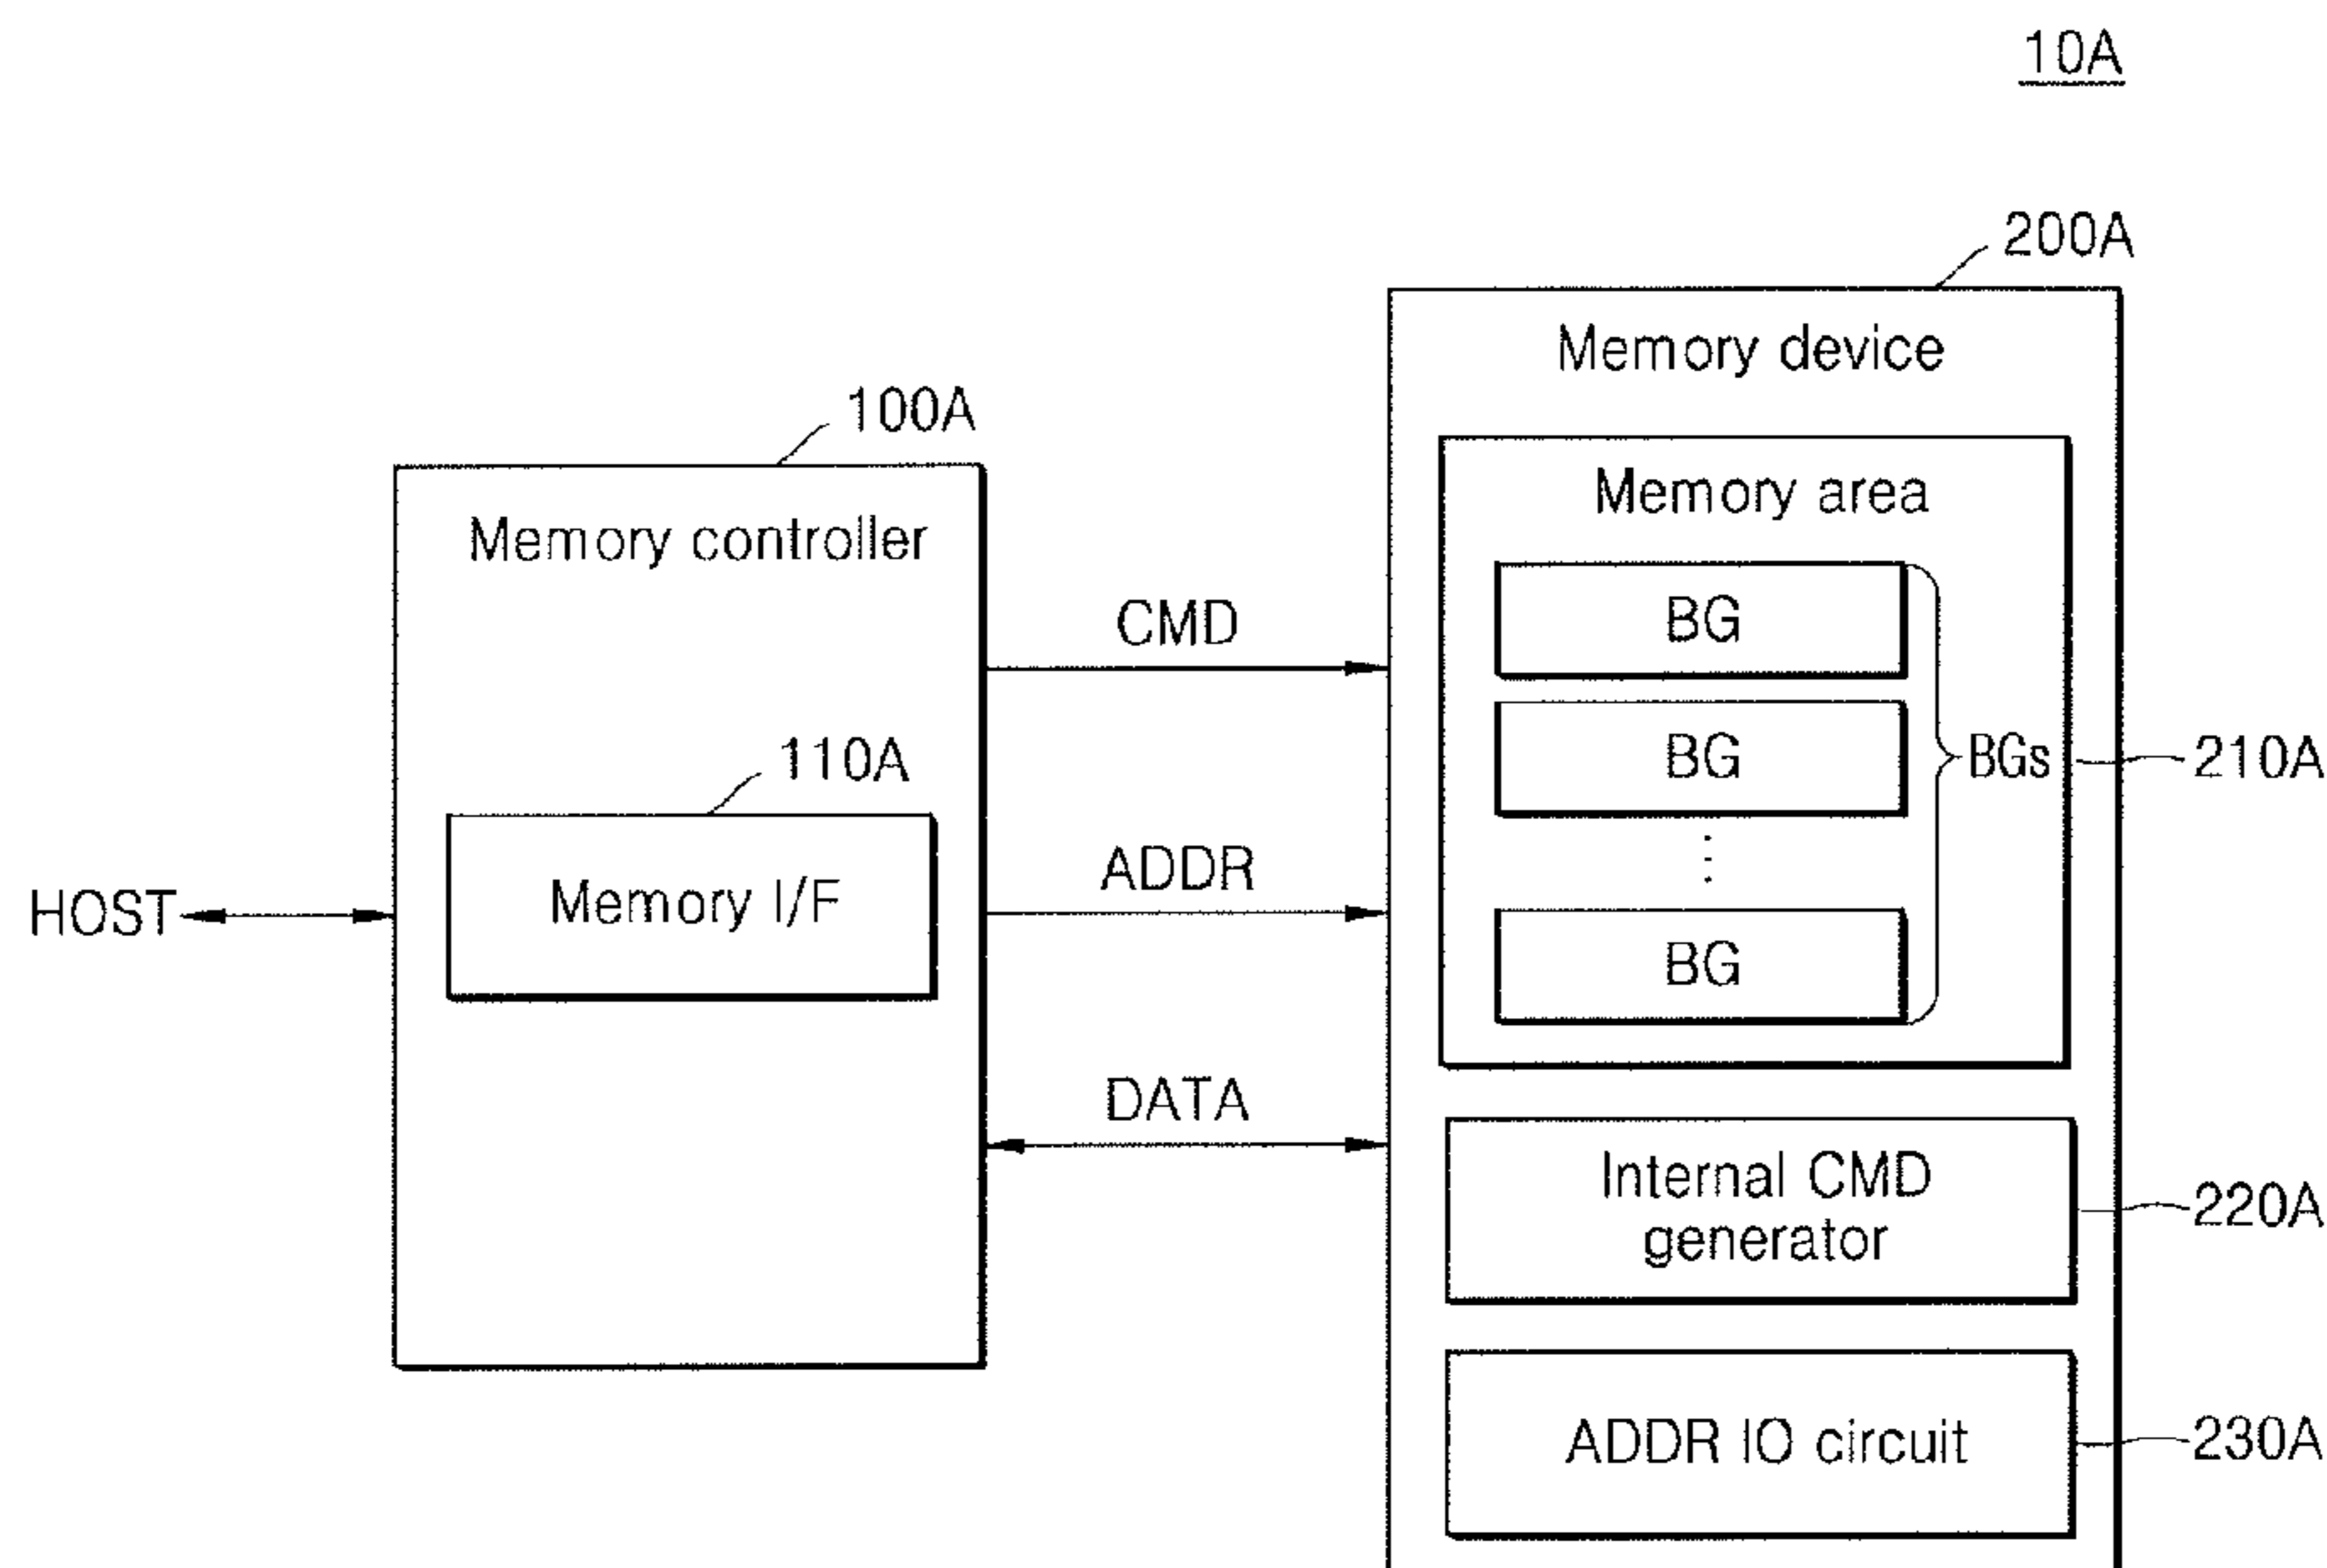 10A
200A
Memory device
100A
Memory area
Memory controller
BG
CMD
BG
BGs
210A
110A
ADDR
Memory I/F
HOST
BG
DATA
Internal CMD
generator
220A
ADDR IO circuit
230A